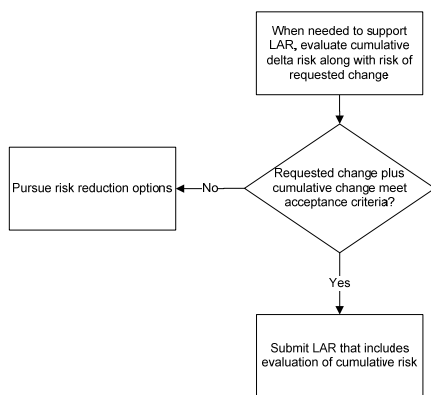 When needed to support
LAR, evaluate cumulative
delta risk along with risk of
requested change
Requested change plus
cumulative change meet
acceptance criteria?
No
Pursue risk reduction options
Yes
Submit LAR that includes
evaluation of cumulative risk